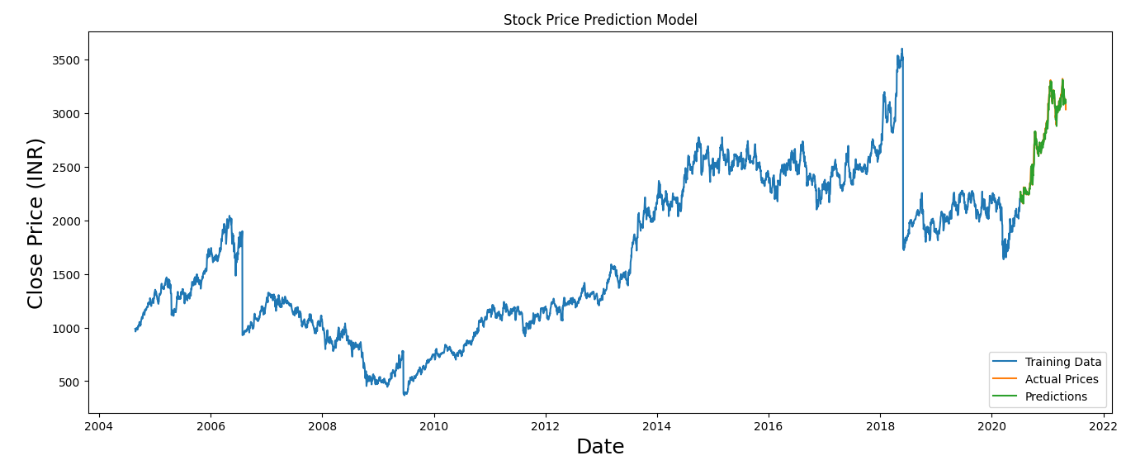 Stock Price Prediction Model
Close Price (INR)
3500
3000
2500
2000
1500
1000
500
2004 2006 2008 2010 2012 2014 2016 2018 2020 2022
Date
Training Data
Actual Prices
Predictions